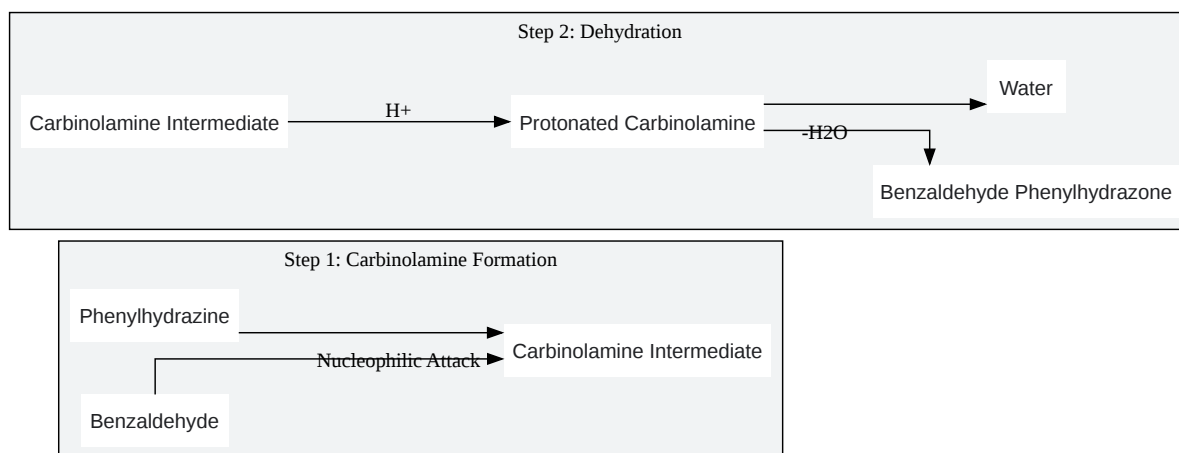 Step 2: Dehydration
Water
H+
Carbinolamine Intermediate
Protonated Carbinolamine
-H2O
Benzaldehyde Phenylhydrazone
Step 1: Carbinolamine Formation
Phenylhydrazine
Carbinolamine Intermediate
Nucleophilic Attack
Benzaldehyde